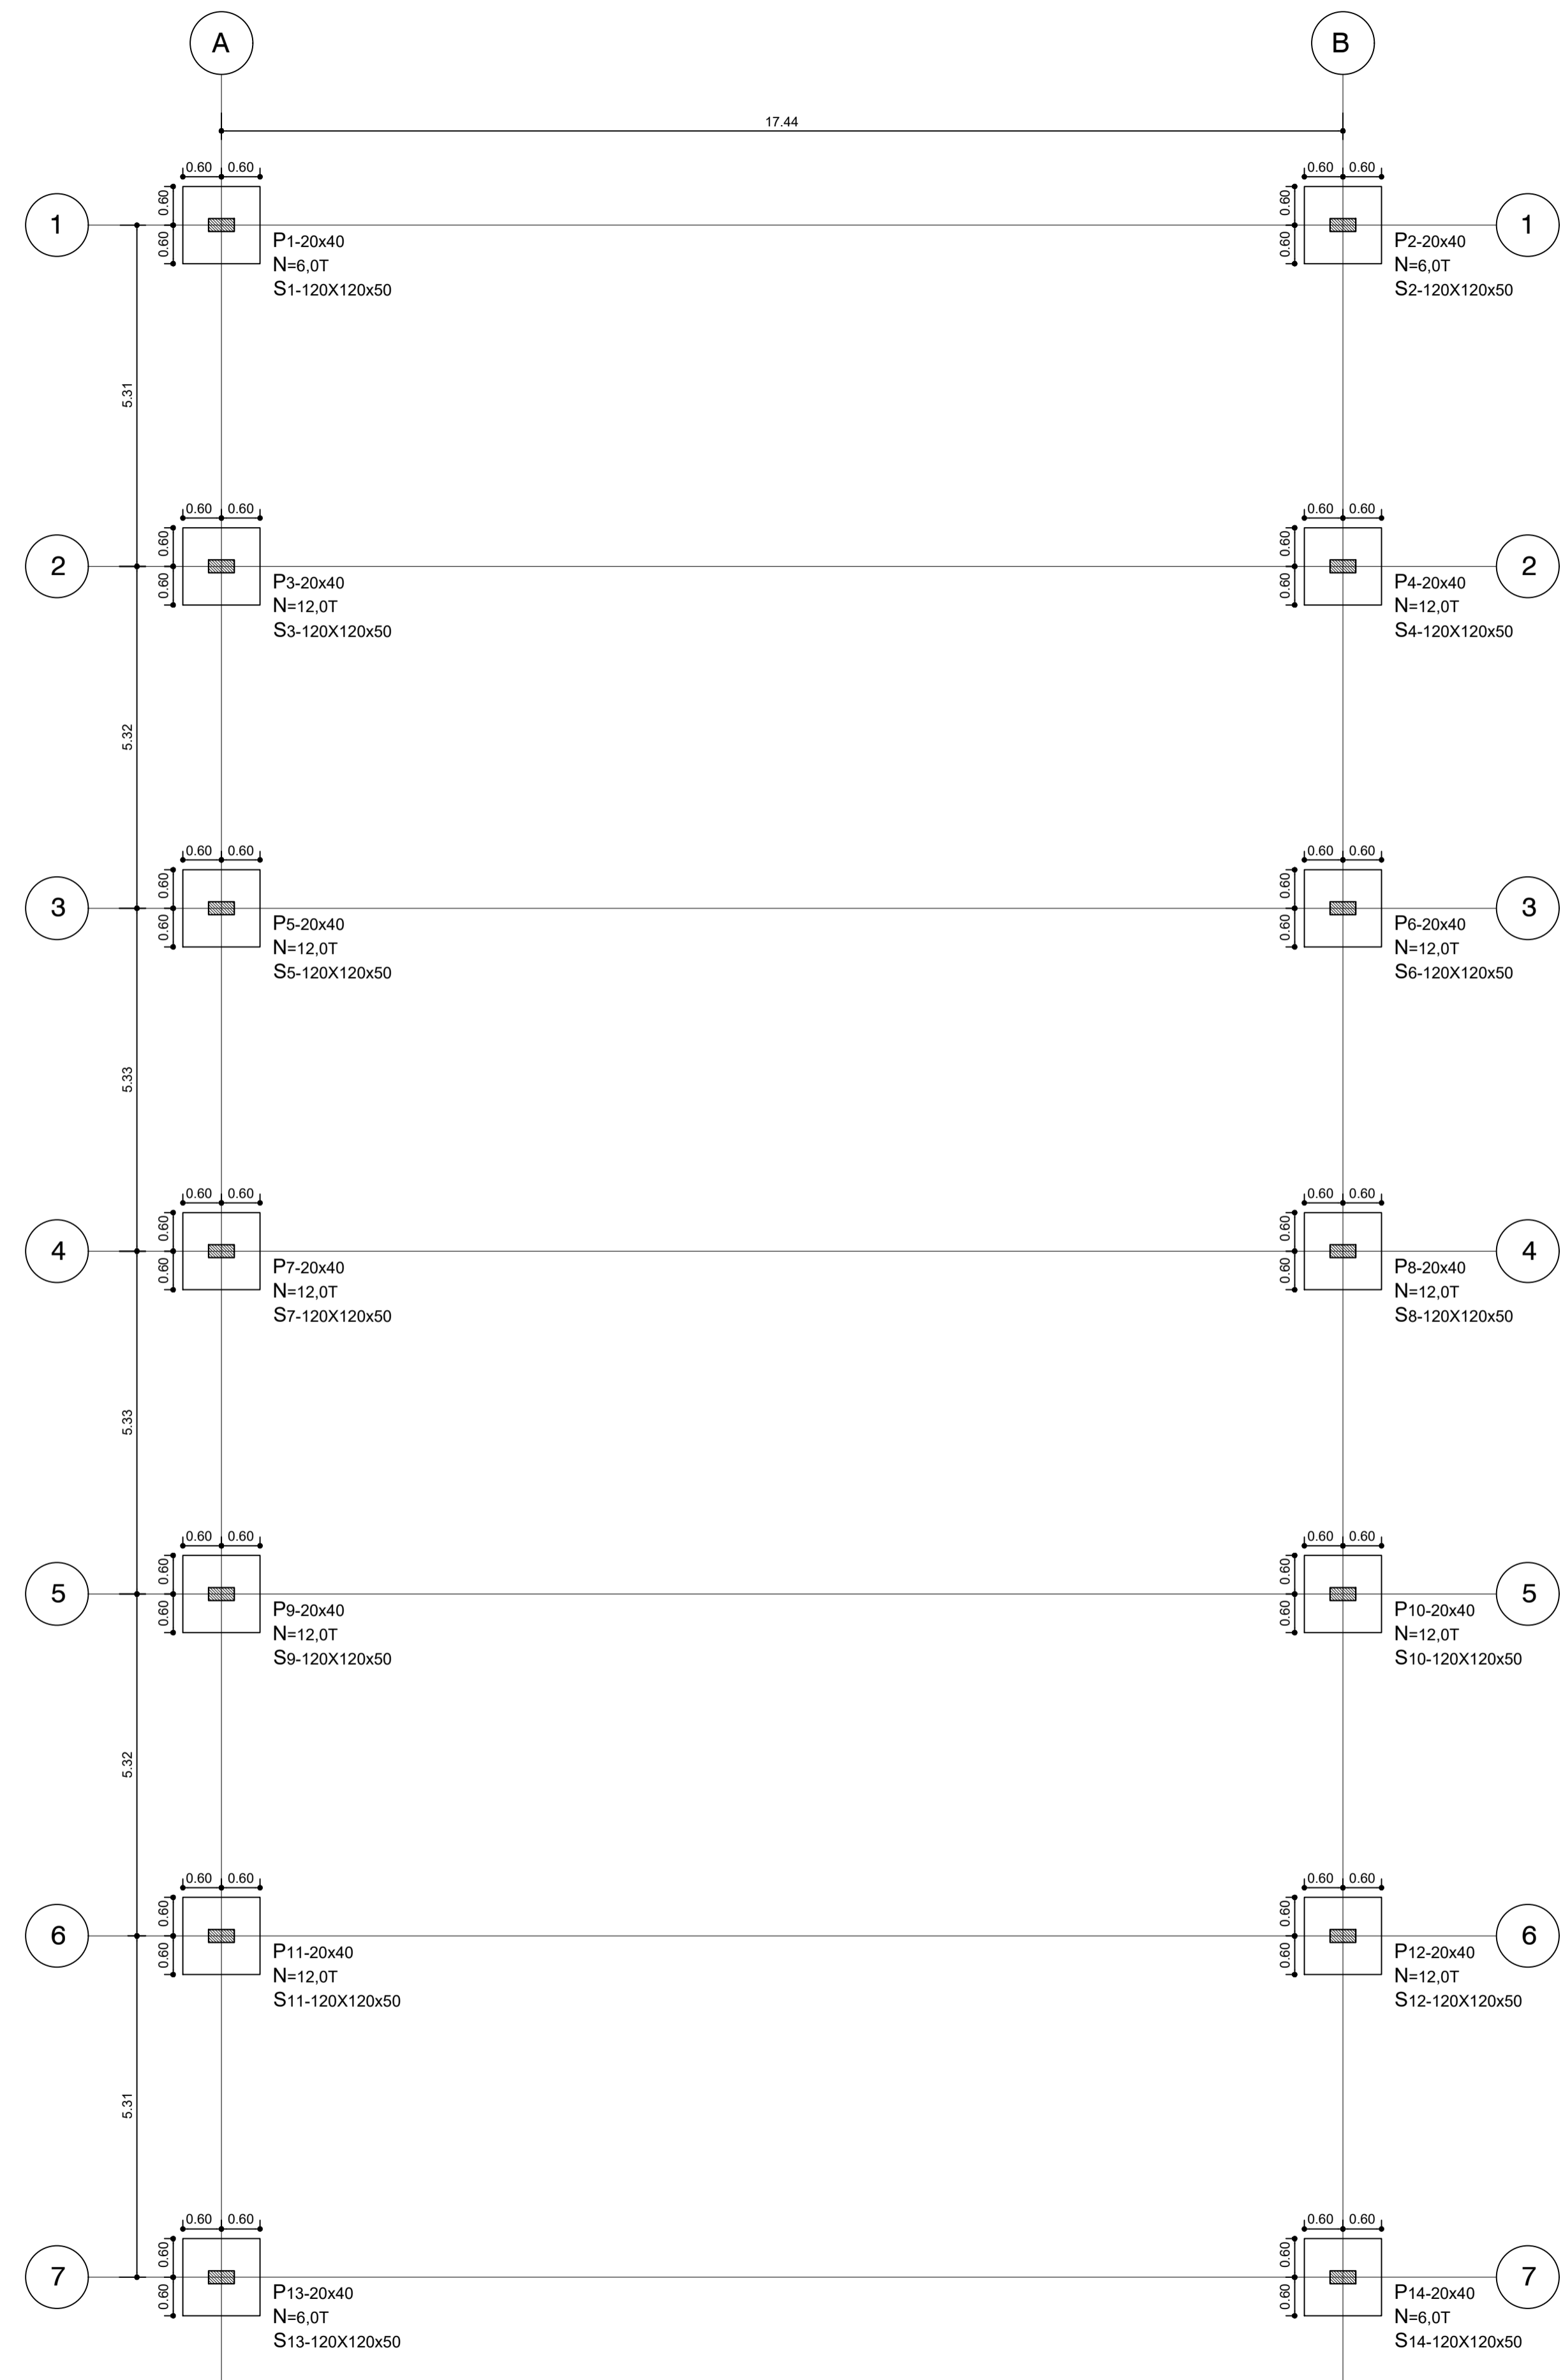 A B
17.44
0.60 0.60 0.60 0.60
0.60 0.60
1 1
0.60 0.60
P1-20x40 P2-20x40
N=6,0T N=6,0T
S1-120X120x50 S2-120X120x50
5.31
0.60 0.60 0.60 0.60
0.60 0.60
2 2
0.60 0.60
P3-20x40 P4-20x40
N=12,0T N=12,0T
S3-120X120x50 S4-120X120x50
5.32
0.60 0.60 0.60 0.60
0.60 0.60
3 3
0.60 0.60
P5-20x40 P6-20x40
N=12,0T N=12,0T
S5-120X120x50 S6-120X120x50
5.33
0.60 0.60 0.60 0.60
0.60 0.60
4 4
0.60 0.60
P7-20x40 P8-20x40
N=12,0T N=12,0T
S7-120X120x50 S8-120X120x50
5.33
0.60 0.60 0.60 0.60
0.60 0.60
5 5
0.60 0.60
P9-20x40 P10-20x40
N=12,0T N=12,0T
S9-120X120x50 S10-120X120x50
5.32
0.60 0.60 0.60 0.60
0.60 0.60
6 6
0.60 0.60
P11-20x40 P12-20x40
N=12,0T N=12,0T
S11-120X120x50 S12-120X120x50
5.31
0.60 0.60 0.60 0.60
0.60 0.60
7 7
0.60 0.60
P13-20x40 P14-20x40
N=6,0T N=6,0T
S13-120X120x50 S14-120X120x50